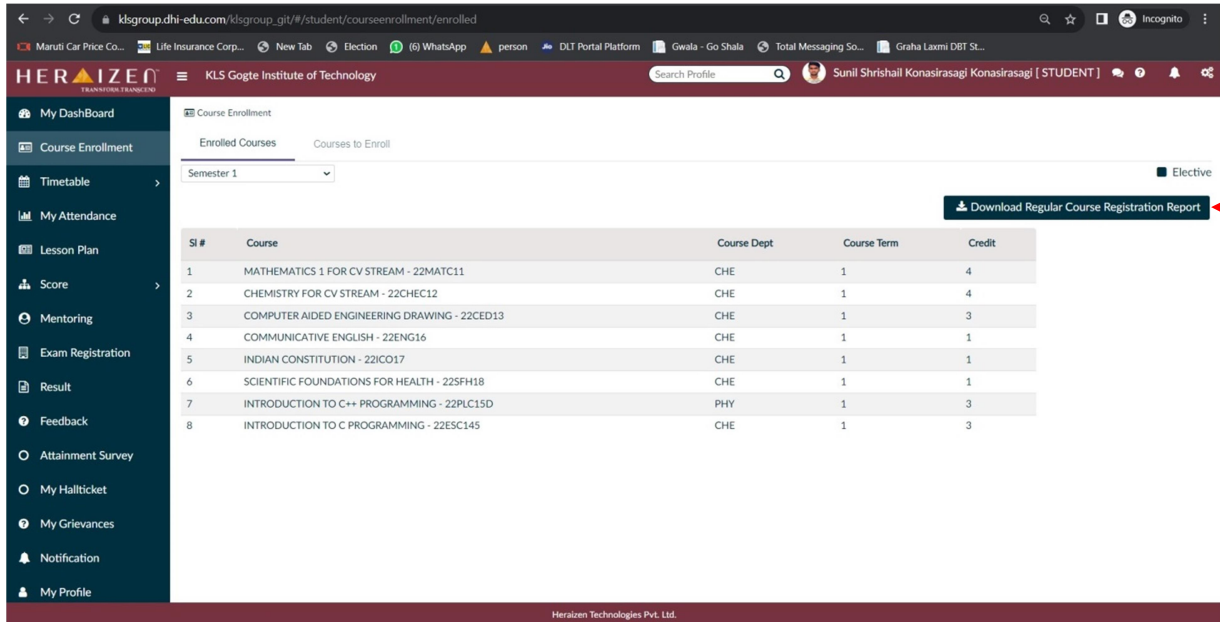 klsgroup.dhi-edu.com/klsgroup_git/#/student/courseenrollment/enrolled
Incognito
Maruti Car Price Co...
Life Insurance Corp...
New Tab
Election
(6) WhatsApp
person
Jio
DLT Portal Platform
Gwala - Go Shala
Total Messaging So...
Graha Laxmi DBT St...
HERAIZEN
TRANSFORM.TRANSCEND
KLS Gogte Institute of Technology
Search Profile
Sunil Shrishail Konasirasagi Konasirasagi [ STUDENT ]
My DashBoard
Course Enrollment
Timetable
My Attendance
Lesson Plan
Score
Mentoring
Exam Registration
Result
Feedback
Attainment Survey
My Hallticket
My Grievances
Notification
My Profile
Course Enrollment
Enrolled Courses Courses to Enroll
Semester 1
Elective
Download Regular Course Registration Report
Sl # Course Course Dept Course Term Credit
1 MATHEMATICS 1 FOR CV STREAM - 22MATC11 CHE 1 4
2 CHEMISTRY FOR CV STREAM - 22CHEC12 CHE 1 4
3 COMPUTER AIDED ENGINEERING DRAWING - 22CED13 CHE 1 3
4 COMMUNICATIVE ENGLISH - 22ENG16 CHE 1 1
5 INDIAN CONSTITUTION - 22ICO17 CHE 1 1
6 SCIENTIFIC FOUNDATIONS FOR HEALTH - 22SFH18 CHE 1 1
7 INTRODUCTION TO C++ PROGRAMMING - 22PLC15D PHY 1 3
8 INTRODUCTION TO C PROGRAMMING - 22ESC145 CHE 1 3
Heraizen Technologies Pvt. Ltd.